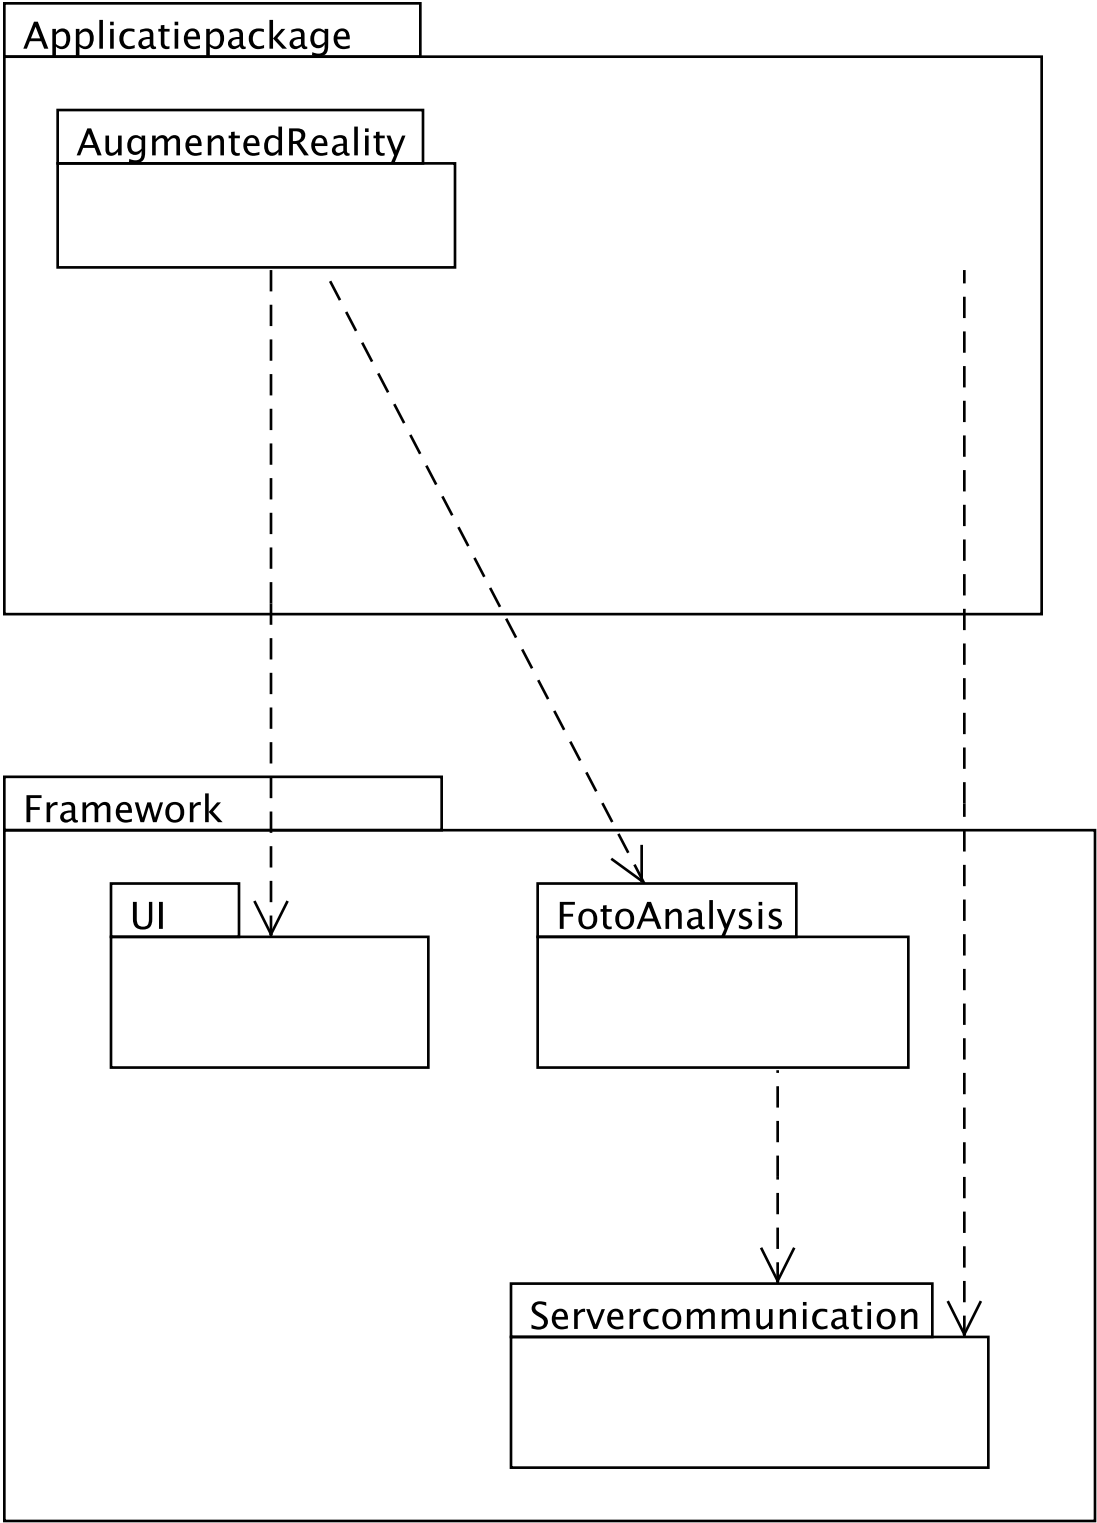 Applicatiepackage
AugmentedReality
Framework
UI
FotoAnalysis
Servercommunication